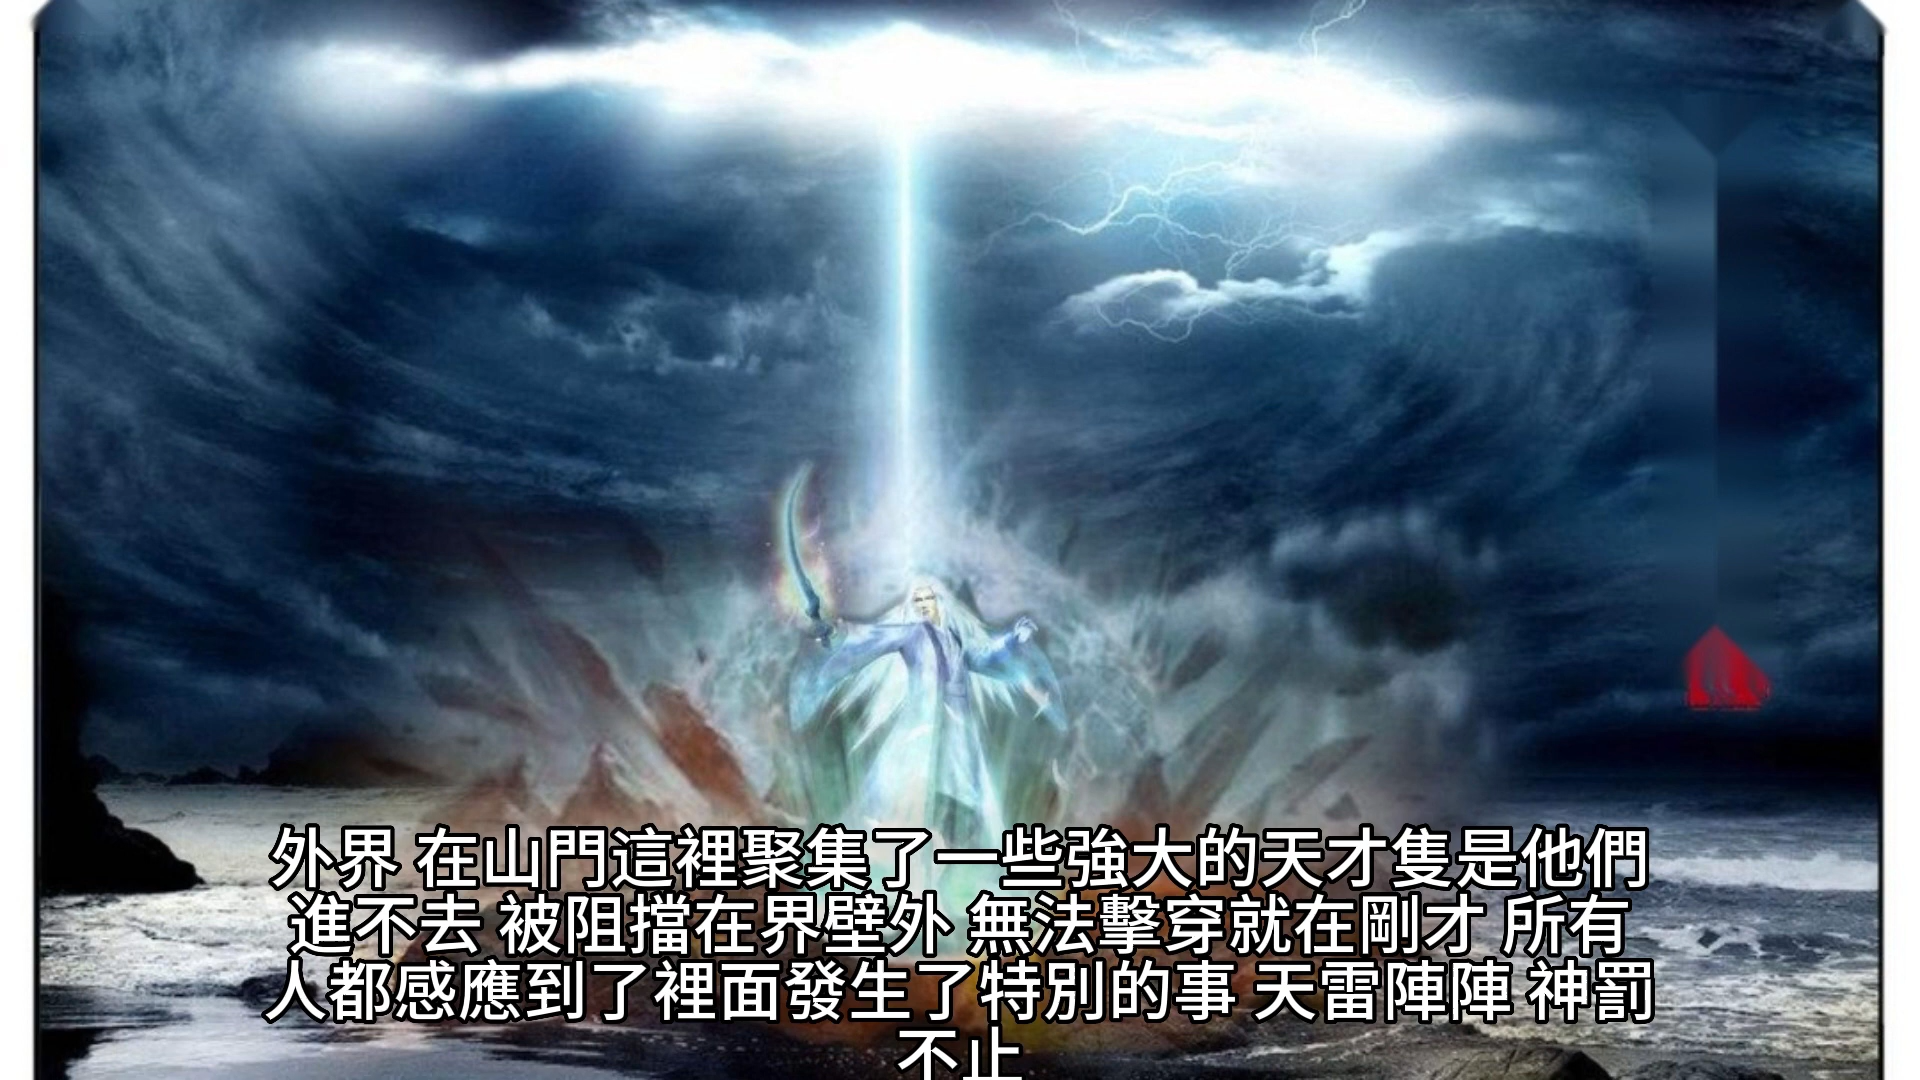 外界 在山門這裡聚集了一些強大的天才隻是他們
進不去 被阻擋在界壁外 無法擊穿就在剛才 所有
人都感應到了裡面發生了特別的事 天雷陣陣 神罰
不止